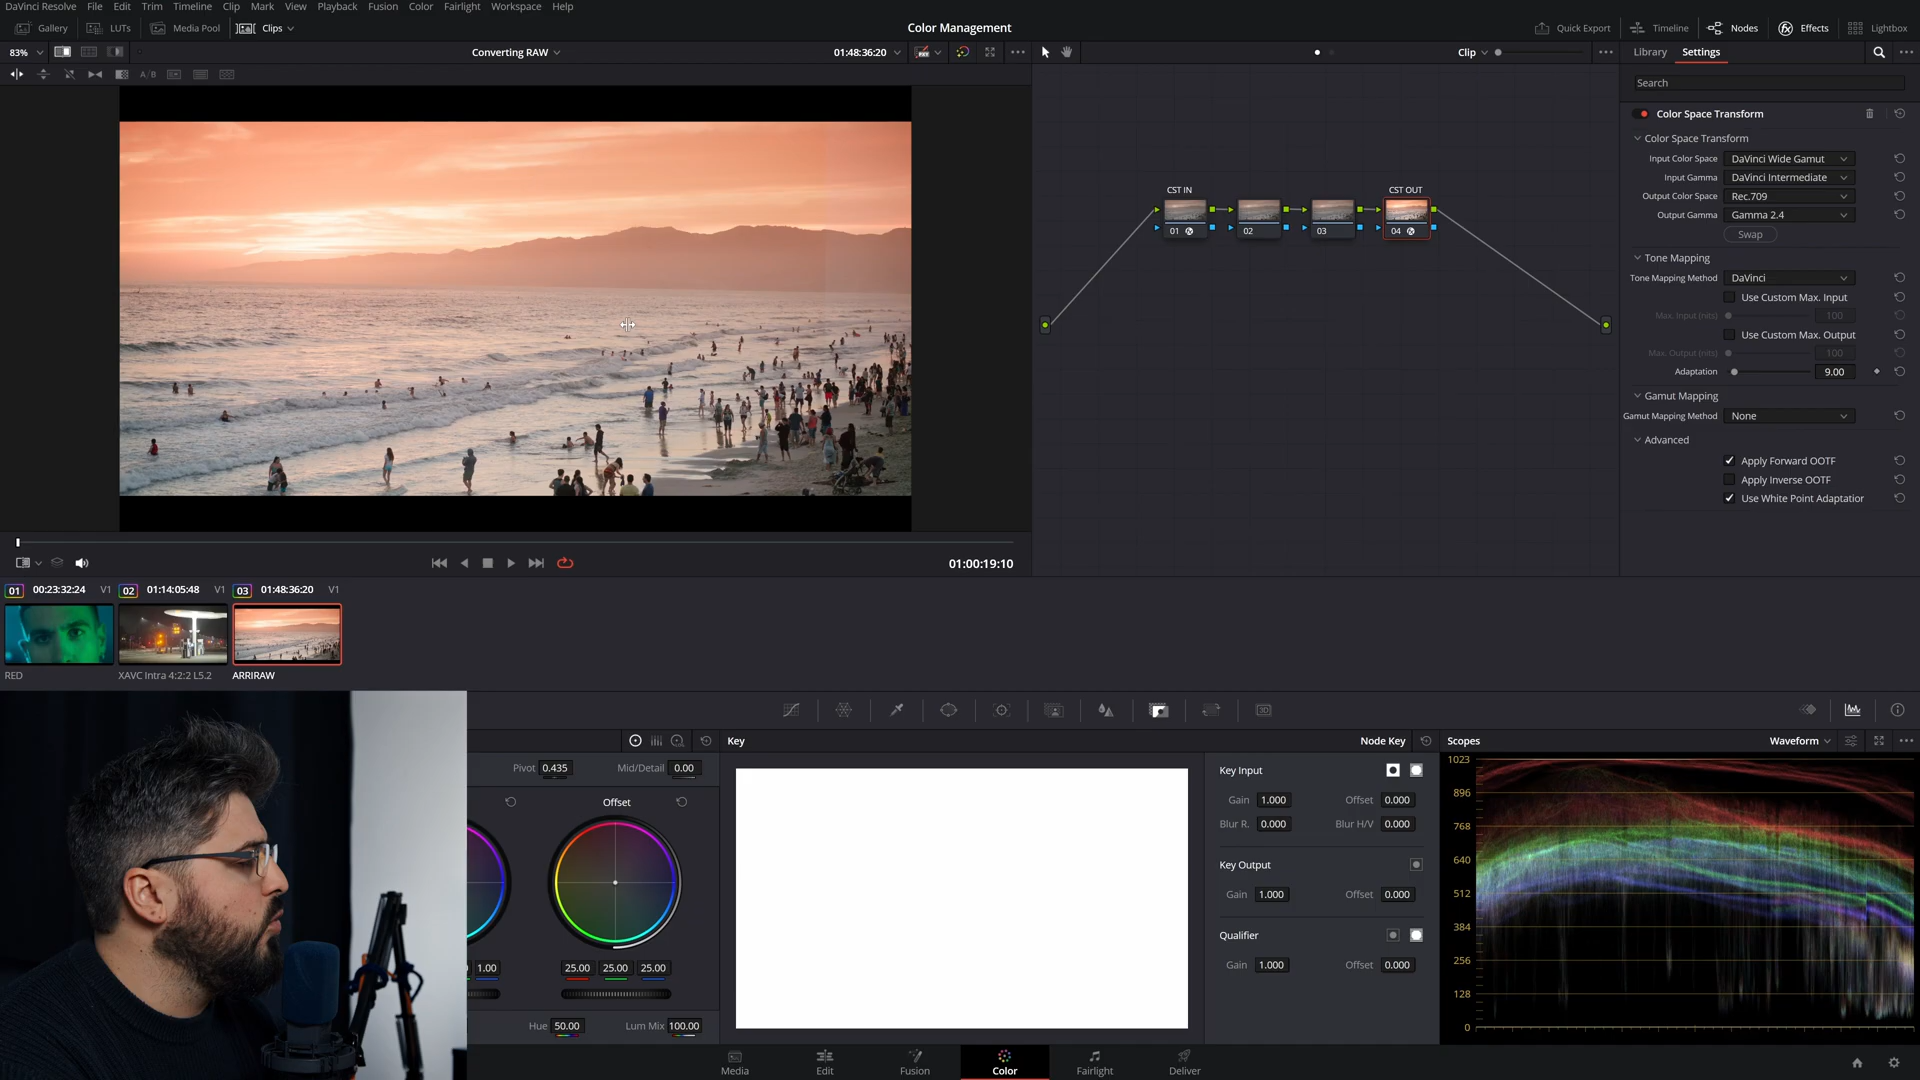 DaVinci Resolve File Edit Trim Timeline Clip Mark View Playback Fusion Color Fairlight Workspace Help
Gallery LUTs Media Pool Clips Color Management Quick Export Timeline Nodes Effects Lightbox
83% Converting RAW 01:48:36:20 Clip Library Settings
A/B
Search
Color Space Transform
Color Space Transform
Input Color Space DaVinci Wide Gamut
Input Gamma DaVinci Intermediate
Output Color Space Rec.709
Output Gamma Gamma 2.4
Swap
Tone Mapping
Tone Mapping Method DaVinci
Use Custom Max. Input
Max. Input (nits) 100
Use Custom Max. Output
Max. Output (nits) 100
Adaptation 9.00
Gamut Mapping
Gamut Mapping Method None
Advanced
Apply Forward OOTF
Apply Inverse OOTF
Use White Point Adaptation
CST IN CST OUT
01 02 03 04
01:00:19:10
01 00:23:32:24 V1 02 01:14:05:48 V1 03 01:48:36:20 V1
RED XAVC Intra 4:2:2 L5.2 ARRIRAW
3D
Key Node Key Scopes Waveform
Pivot 0.435 Mid/Detail 0.00
Offset
1.00 25.00 25.00 25.00
Hue 50.00 Lum Mix 100.00
Key Input
Gain 1.000 Offset 0.000
Blur R. 0.000 Blur H/V 0.000
Key Output
Gain 1.000 Offset 0.000
Qualifier
Gain 1.000 Offset 0.000
1023
896
768
640
512
384
256
128
0
Media Edit Fusion Color Fairlight Deliver